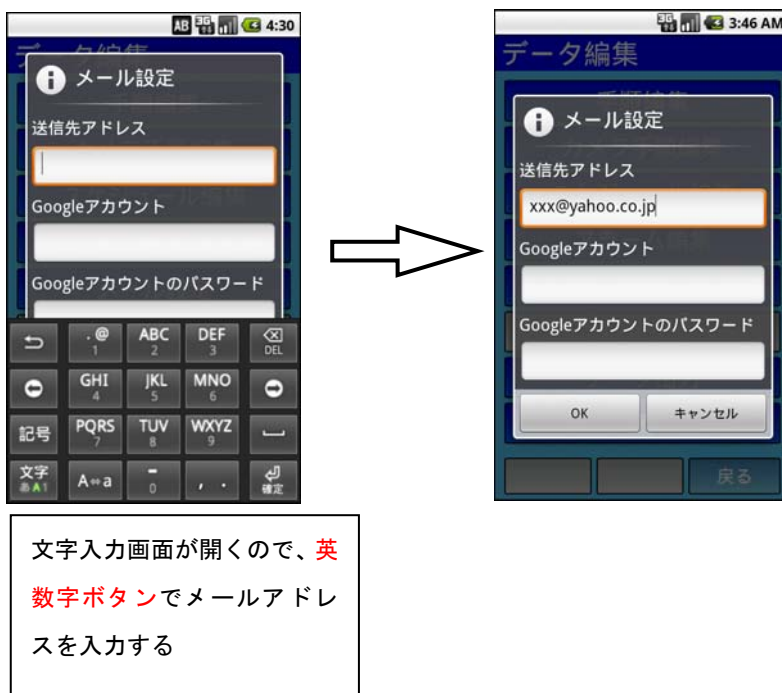 AB 3G 4:30
データ編集
メール設定
送信先アドレス
Googleアカウント
Googleアカウントのパスワード
.@ 1
ABC 2
DEF 3
DEL
GHI 4
JKL 5
MNO 6
記号
PQRS 7
TUV 8
WXYZ 9
文字 あA1
A⇔a
- 0
, .
確定
文字入力画面が開くので、英
数字ボタンでメールアドレ
スを入力する
3G 3:46 AM
データ編集
メール設定
送信先アドレス
xxx@yahoo.co.jp
Googleアカウント
Googleアカウントのパスワード
OK キャンセル
戻る